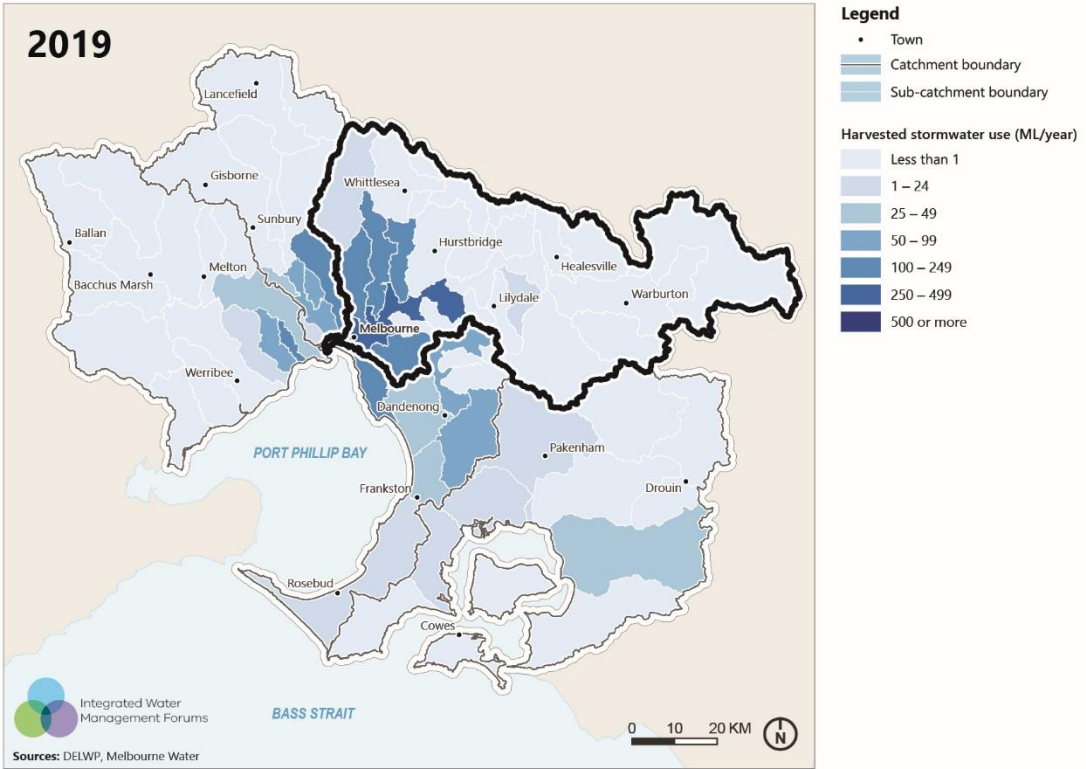 2019
Lancefield
Gisborne
Whittlesea
Sunbury
Ballan
Hurstbridge
Healesville
Melton
Bacchus Marsh
Lilydale
Warburton
Melbourne
Werribee
Dandenong
PORT PHILLIP BAY
Pakenham
Frankston
Drouin
Rosebud
Cowes
Integrated Water
Management Forums
BASS STRAIT
0 10 20 KM
N
Sources: DELWP, Melbourne Water
Legend
Town
Catchment boundary
Sub-catchment boundary
Harvested stormwater use (ML/year)
Less than 1
1 – 24
25 – 49
50 – 99
100 – 249
250 – 499
500 or more